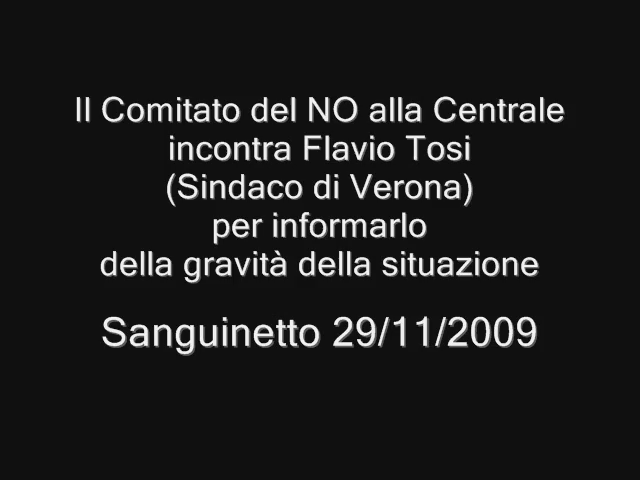 Il Comitato del NO alla Centrale
incontra Flavio Tosi
(Sindaco di Verona)
per informarlo
della gravità della situazione
Sanguinetto 29/11/2009